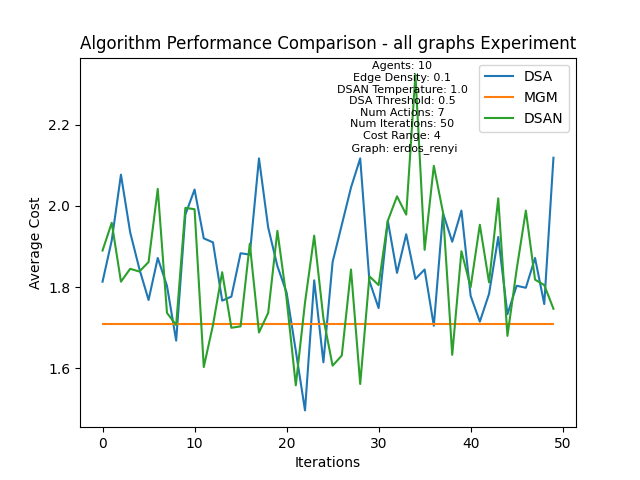 Algorithm Performance Comparison - all graphs Experiment
Agents: 10
Edge Density: 0.1
DSAN Temperature: 1.0
DSA Threshold: 0.5
Num Actions: 7
Num Iterations: 50
Cost Range: 4
Graph: erdos_renyi
DSA
MGM
DSAN
Average Cost
2.2
2.0
1.8
1.6
0 10 20 30 40 50
Iterations